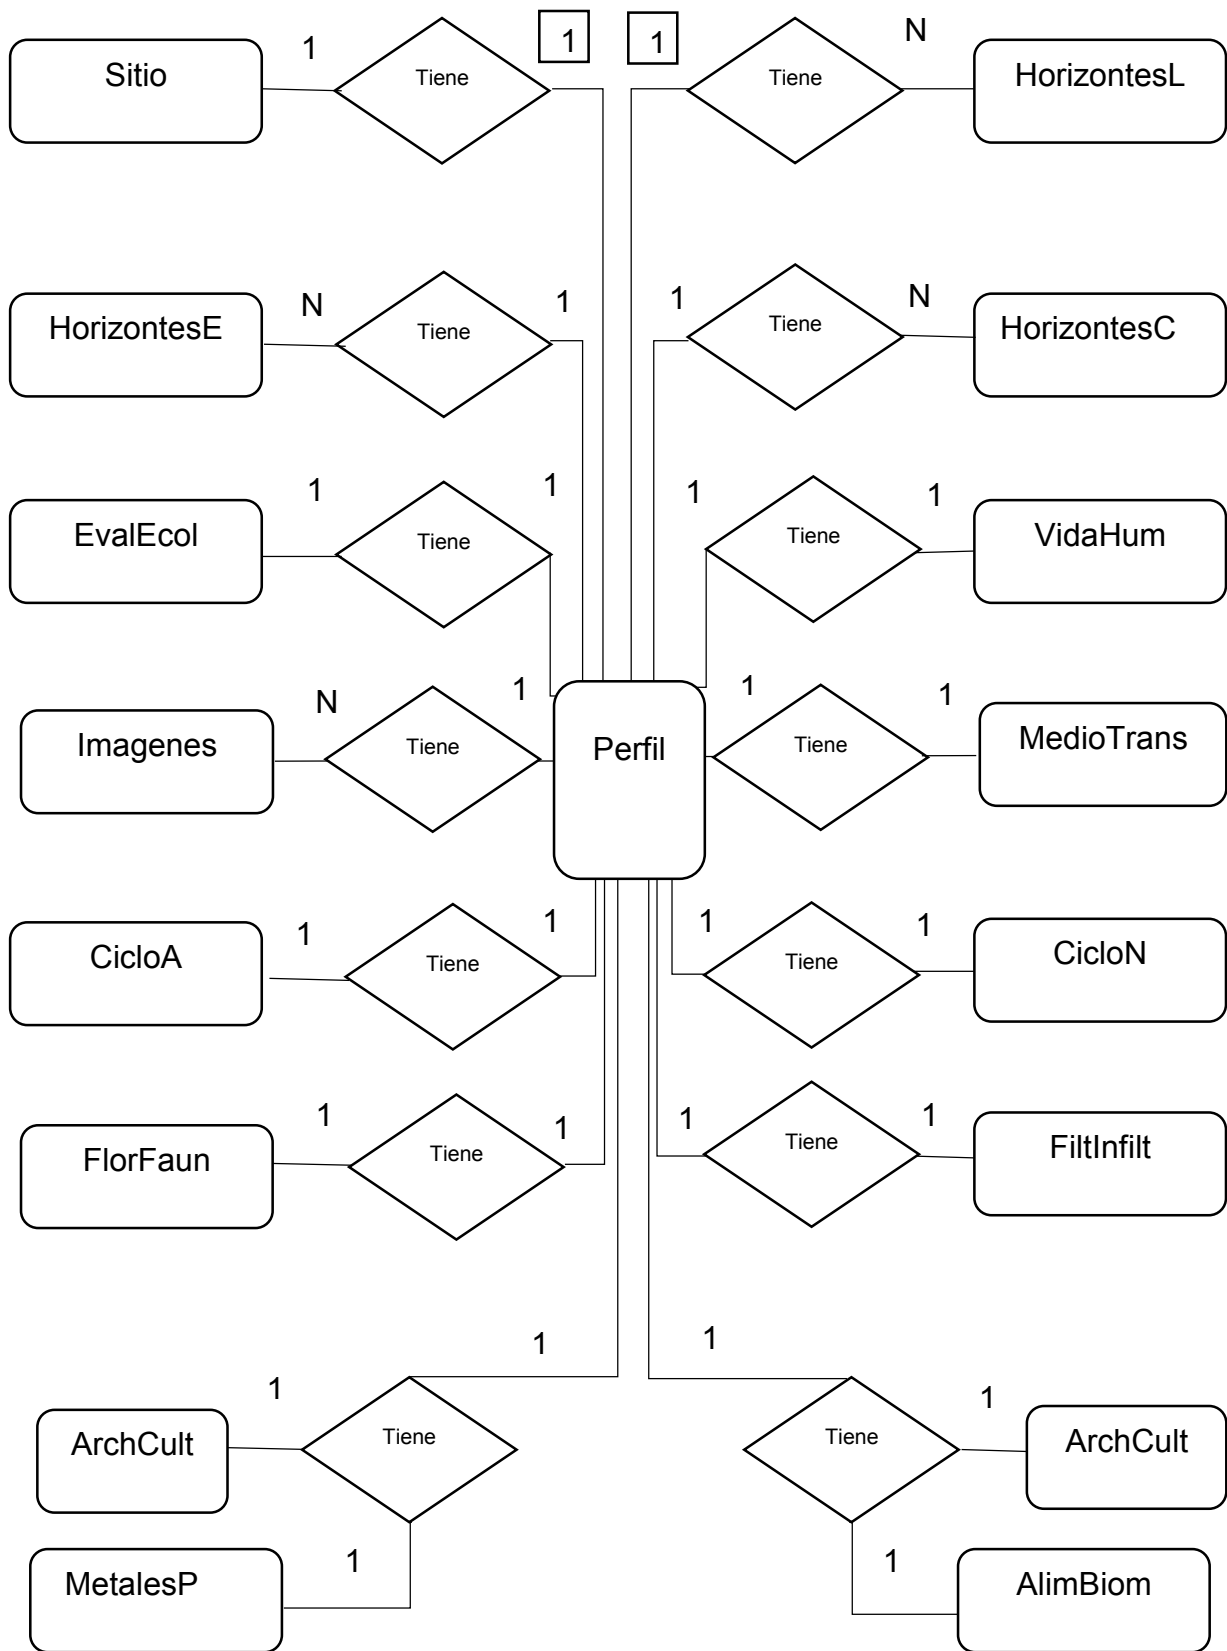 1
1
1
N
Sitio
Tiene
Tiene
HorizontesL
N
1
1
N
HorizontesE
Tiene
Tiene
HorizontesC
1
1
1
1
EvalEcol
Tiene
Tiene
VidaHum
N
1
1
1
Imagenes
Tiene
Perfil
Tiene
MedioTrans
1
1
1
1
CicloA
Tiene
Tiene
CicloN
1
1
1
1
FlorFaun
Tiene
Tiene
FiltInfilt
1
1
1
1
ArchCult
Tiene
Tiene
ArchCult
1
1
MetalesP
AlimBiom